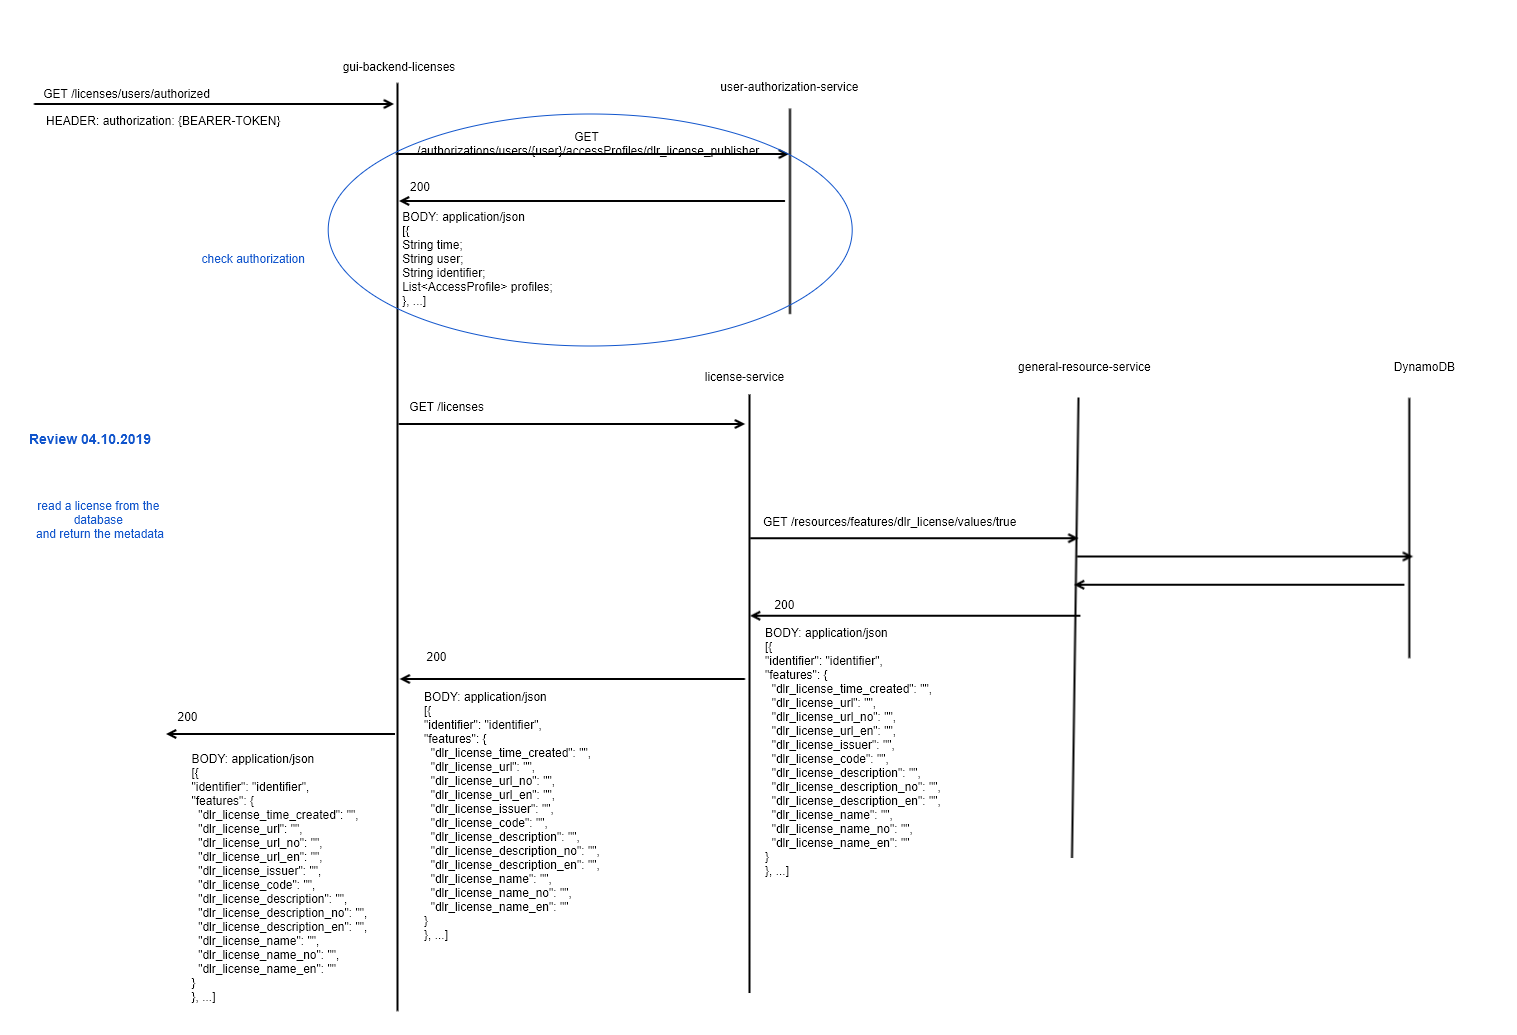 gui-backend-licenses
user-authorization-service
GET /licenses/users/authorized
HEADER: authorization: {BEARER-TOKEN}
GET
/authorizations/users/{user}/accessProfiles/dlr_license_publisher
200
BODY: application/json
[{
String time;
String user;
String identifier;
List<AccessProfile> profiles;
}, ...]
check authorization
license-service
general-resource-service
DynamoDB
GET /licenses
Review 04.10.2019
read a license from the
database
and return the metadata
GET /resources/features/dlr_license/values/true
200
BODY: application/json
[{
"identifier": "identifier",
"features": {
"dlr_license_time_created": "",
"dlr_license_url": "",
"dlr_license_url_no": "",
"dlr_license_url_en": "",
"dlr_license_issuer": "",
"dlr_license_code": "",
"dlr_license_description": "",
"dlr_license_description_no": "",
"dlr_license_description_en": "",
"dlr_license_name": "",
"dlr_license_name_no": "",
"dlr_license_name_en": ""
}
}, ...]
200
BODY: application/json
[{
"identifier": "identifier",
"features": {
"dlr_license_time_created": "",
"dlr_license_url": "",
"dlr_license_url_no": "",
"dlr_license_url_en": "",
"dlr_license_issuer": "",
"dlr_license_code": "",
"dlr_license_description": "",
"dlr_license_description_no": "",
"dlr_license_description_en": "",
"dlr_license_name": "",
"dlr_license_name_no": "",
"dlr_license_name_en": ""
}
}, ...]
200
BODY: application/json
[{
"identifier": "identifier",
"features": {
"dlr_license_time_created": "",
"dlr_license_url": "",
"dlr_license_url_no": "",
"dlr_license_url_en": "",
"dlr_license_issuer": "",
"dlr_license_code": "",
"dlr_license_description": "",
"dlr_license_description_no": "",
"dlr_license_description_en": "",
"dlr_license_name": "",
"dlr_license_name_no": "",
"dlr_license_name_en": ""
}
}, ...]